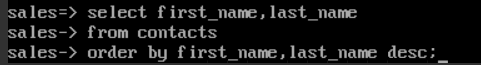 sales=> select first_name,last_name
sales-> from contacts
sales-> order by first_name,last_name desc;